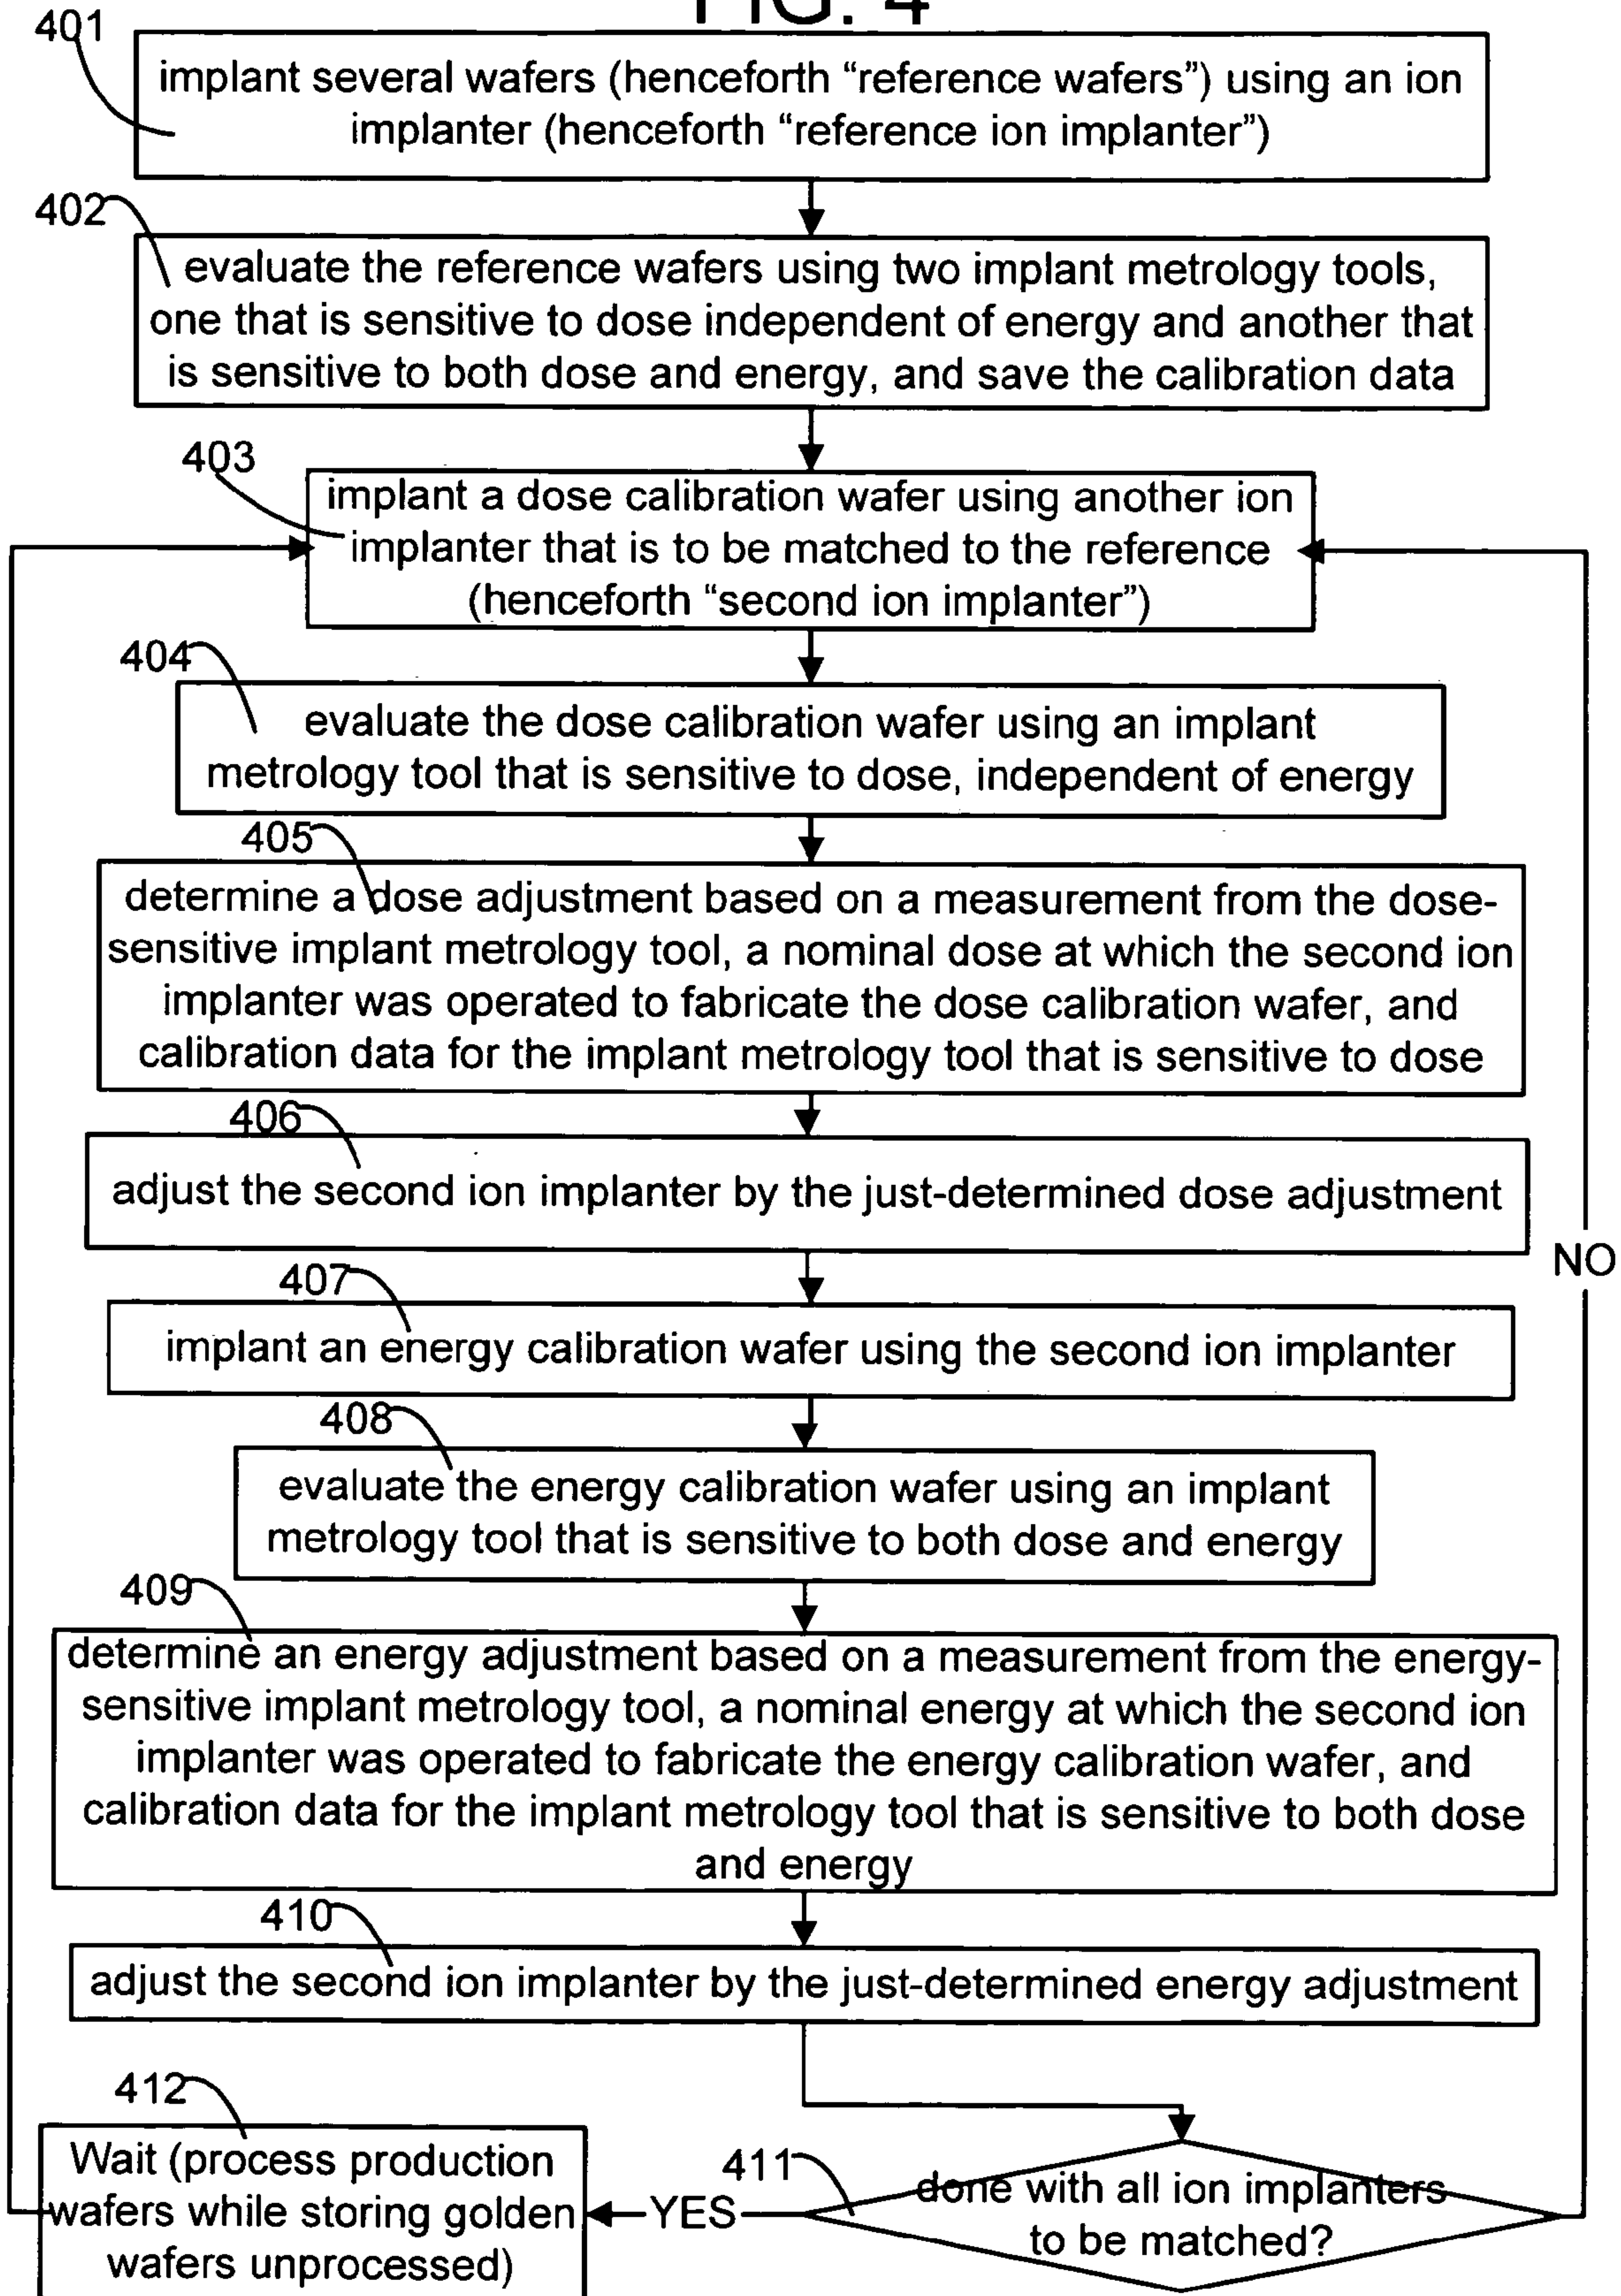 FIG. 4
401
implant several wafers (henceforth “reference wafers”) using an ion
implanter (henceforth “reference ion implanter”)
402
evaluate the reference wafers using two implant metrology tools,
one that is sensitive to dose independent of energy and another that
is sensitive to both dose and energy, and save the calibration data
403
implant a dose calibration wafer using another ion
implanter that is to be matched to the reference
(henceforth “second ion implanter”)
404
evaluate the dose calibration wafer using an implant
metrology tool that is sensitive to dose, independent of energy
405
determine a dose adjustment based on a measurement from the dose-
sensitive implant metrology tool, a nominal dose at which the second ion
implanter was operated to fabricate the dose calibration wafer, and
calibration data for the implant metrology tool that is sensitive to dose
406
adjust the second ion implanter by the just-determined dose adjustment
NO
407
implant an energy calibration wafer using the second ion implanter
408
evaluate the energy calibration wafer using an implant
metrology tool that is sensitive to both dose and energy
409
determine an energy adjustment based on a measurement from the energy-
sensitive implant metrology tool, a nominal energy at which the second ion
implanter was operated to fabricate the energy calibration wafer, and
calibration data for the implant metrology tool that is sensitive to both dose
and energy
410
adjust the second ion implanter by the just-determined energy adjustment
412
Wait (process production
wafers while storing golden
wafers unprocessed)
YES
411
done with all ion implanters
to be matched?